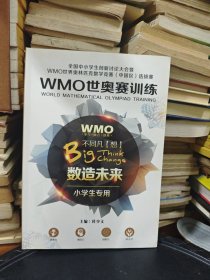 全国中小学生创新讨论大会暨
WMO世界奥林匹克数学竞赛（中国区）选拔赛
WMO世奥赛训练
WORLD MATHEMATICAL OLYMPIAD TRAINING
WMO
不同凡【想】
Big Think
Change
数造未来
小学生专用